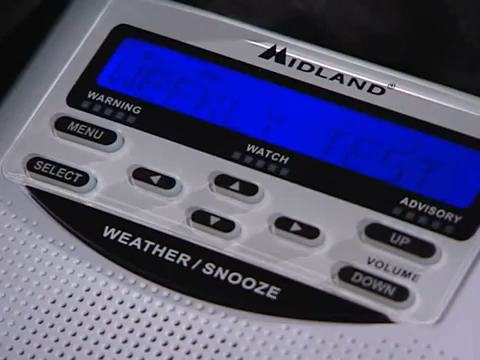 MIDLAND®
WEEKLY TEST
WARNING
WATCH
ADVISORY
MENU
SELECT
UP
VOLUME
DOWN
WEATHER/SNOOZE